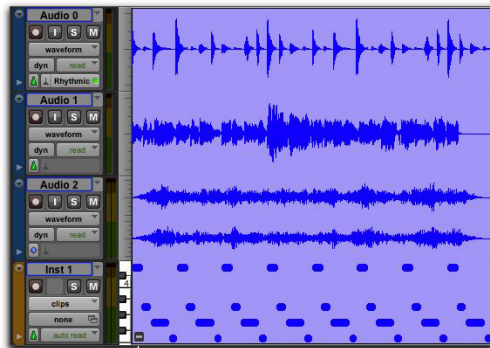 Audio 0
I S M
waveform
dyn read
Rhythmic
Audio 1
I S M
waveform
dyn read
Audio 2
I S M
waveform
dyn read
Inst 1
S M
clips
none
auto read
4